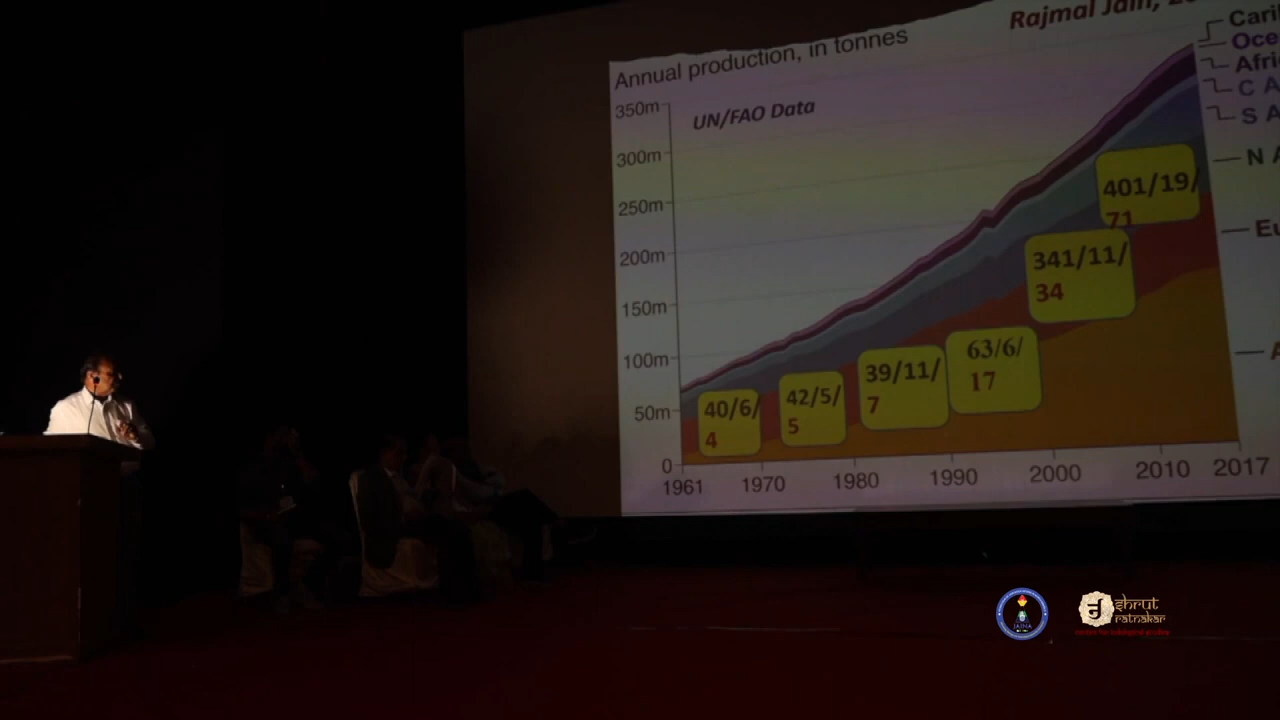 Rajmal Jain,
Annual production, in tonnes
UN/FAO Data
350m
300m
250m
200m
150m
100m
50m
0
1961
1970
1980
1990
2000
2010
2017
40/6/
4
42/5/
5
39/11/
7
63/6/
17
341/11/
34
401/19/
71
Cari
Oce
Afri
C A
S A
N A
Eu
JAINA
shrut
ratnakar